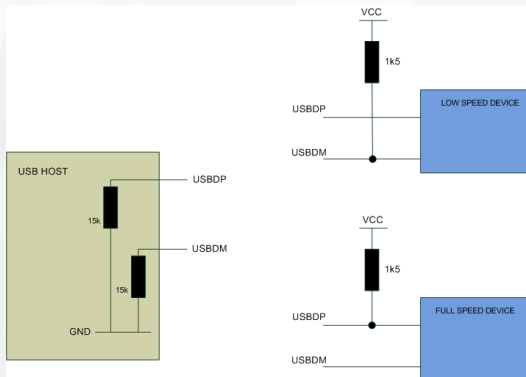 VCC
1k5
LOW SPEED DEVICE
USBDP
USBDM
USB HOST
USBDP
15k
USBDM
15k
GND
VCC
1k5
FULL SPEED DEVICE
USBDP
USBDM